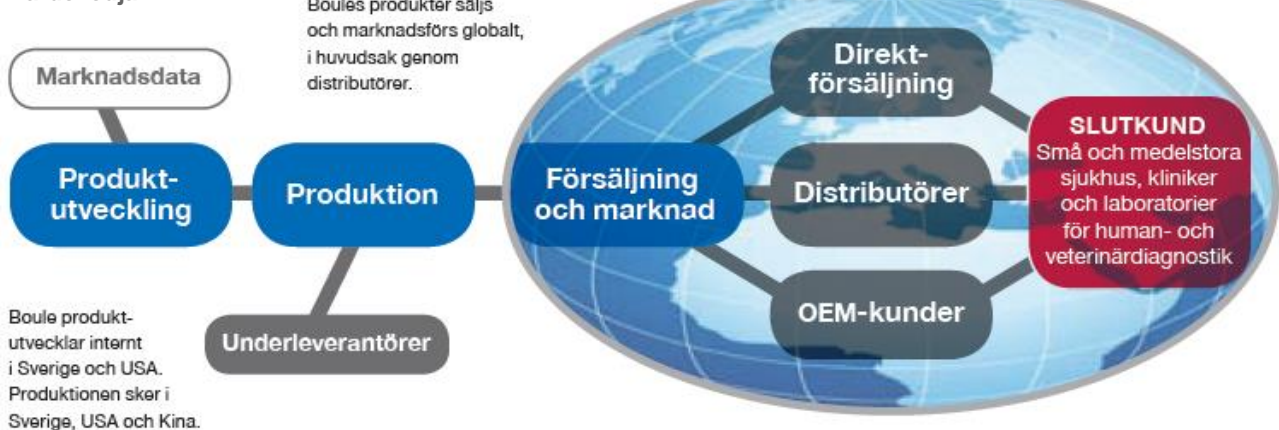 Boules produkter säljs
och marknadsförs globalt,
i huvudsak genom
distributörer.
Marknadsdata
Produkt-
utveckling
Produktion
Försäljning
och marknad
Direkt-
försäljning
Distributörer
OEM-kunder
SLUTKUND
Små och medelstora
sjukhus, kliniker
och laboratorier
för human- och
veterinärdiagnostik
Underleverantörer
Boule produkt-
utvecklar internt
i Sverige och USA.
Produktionen sker i
Sverige, USA och Kina.